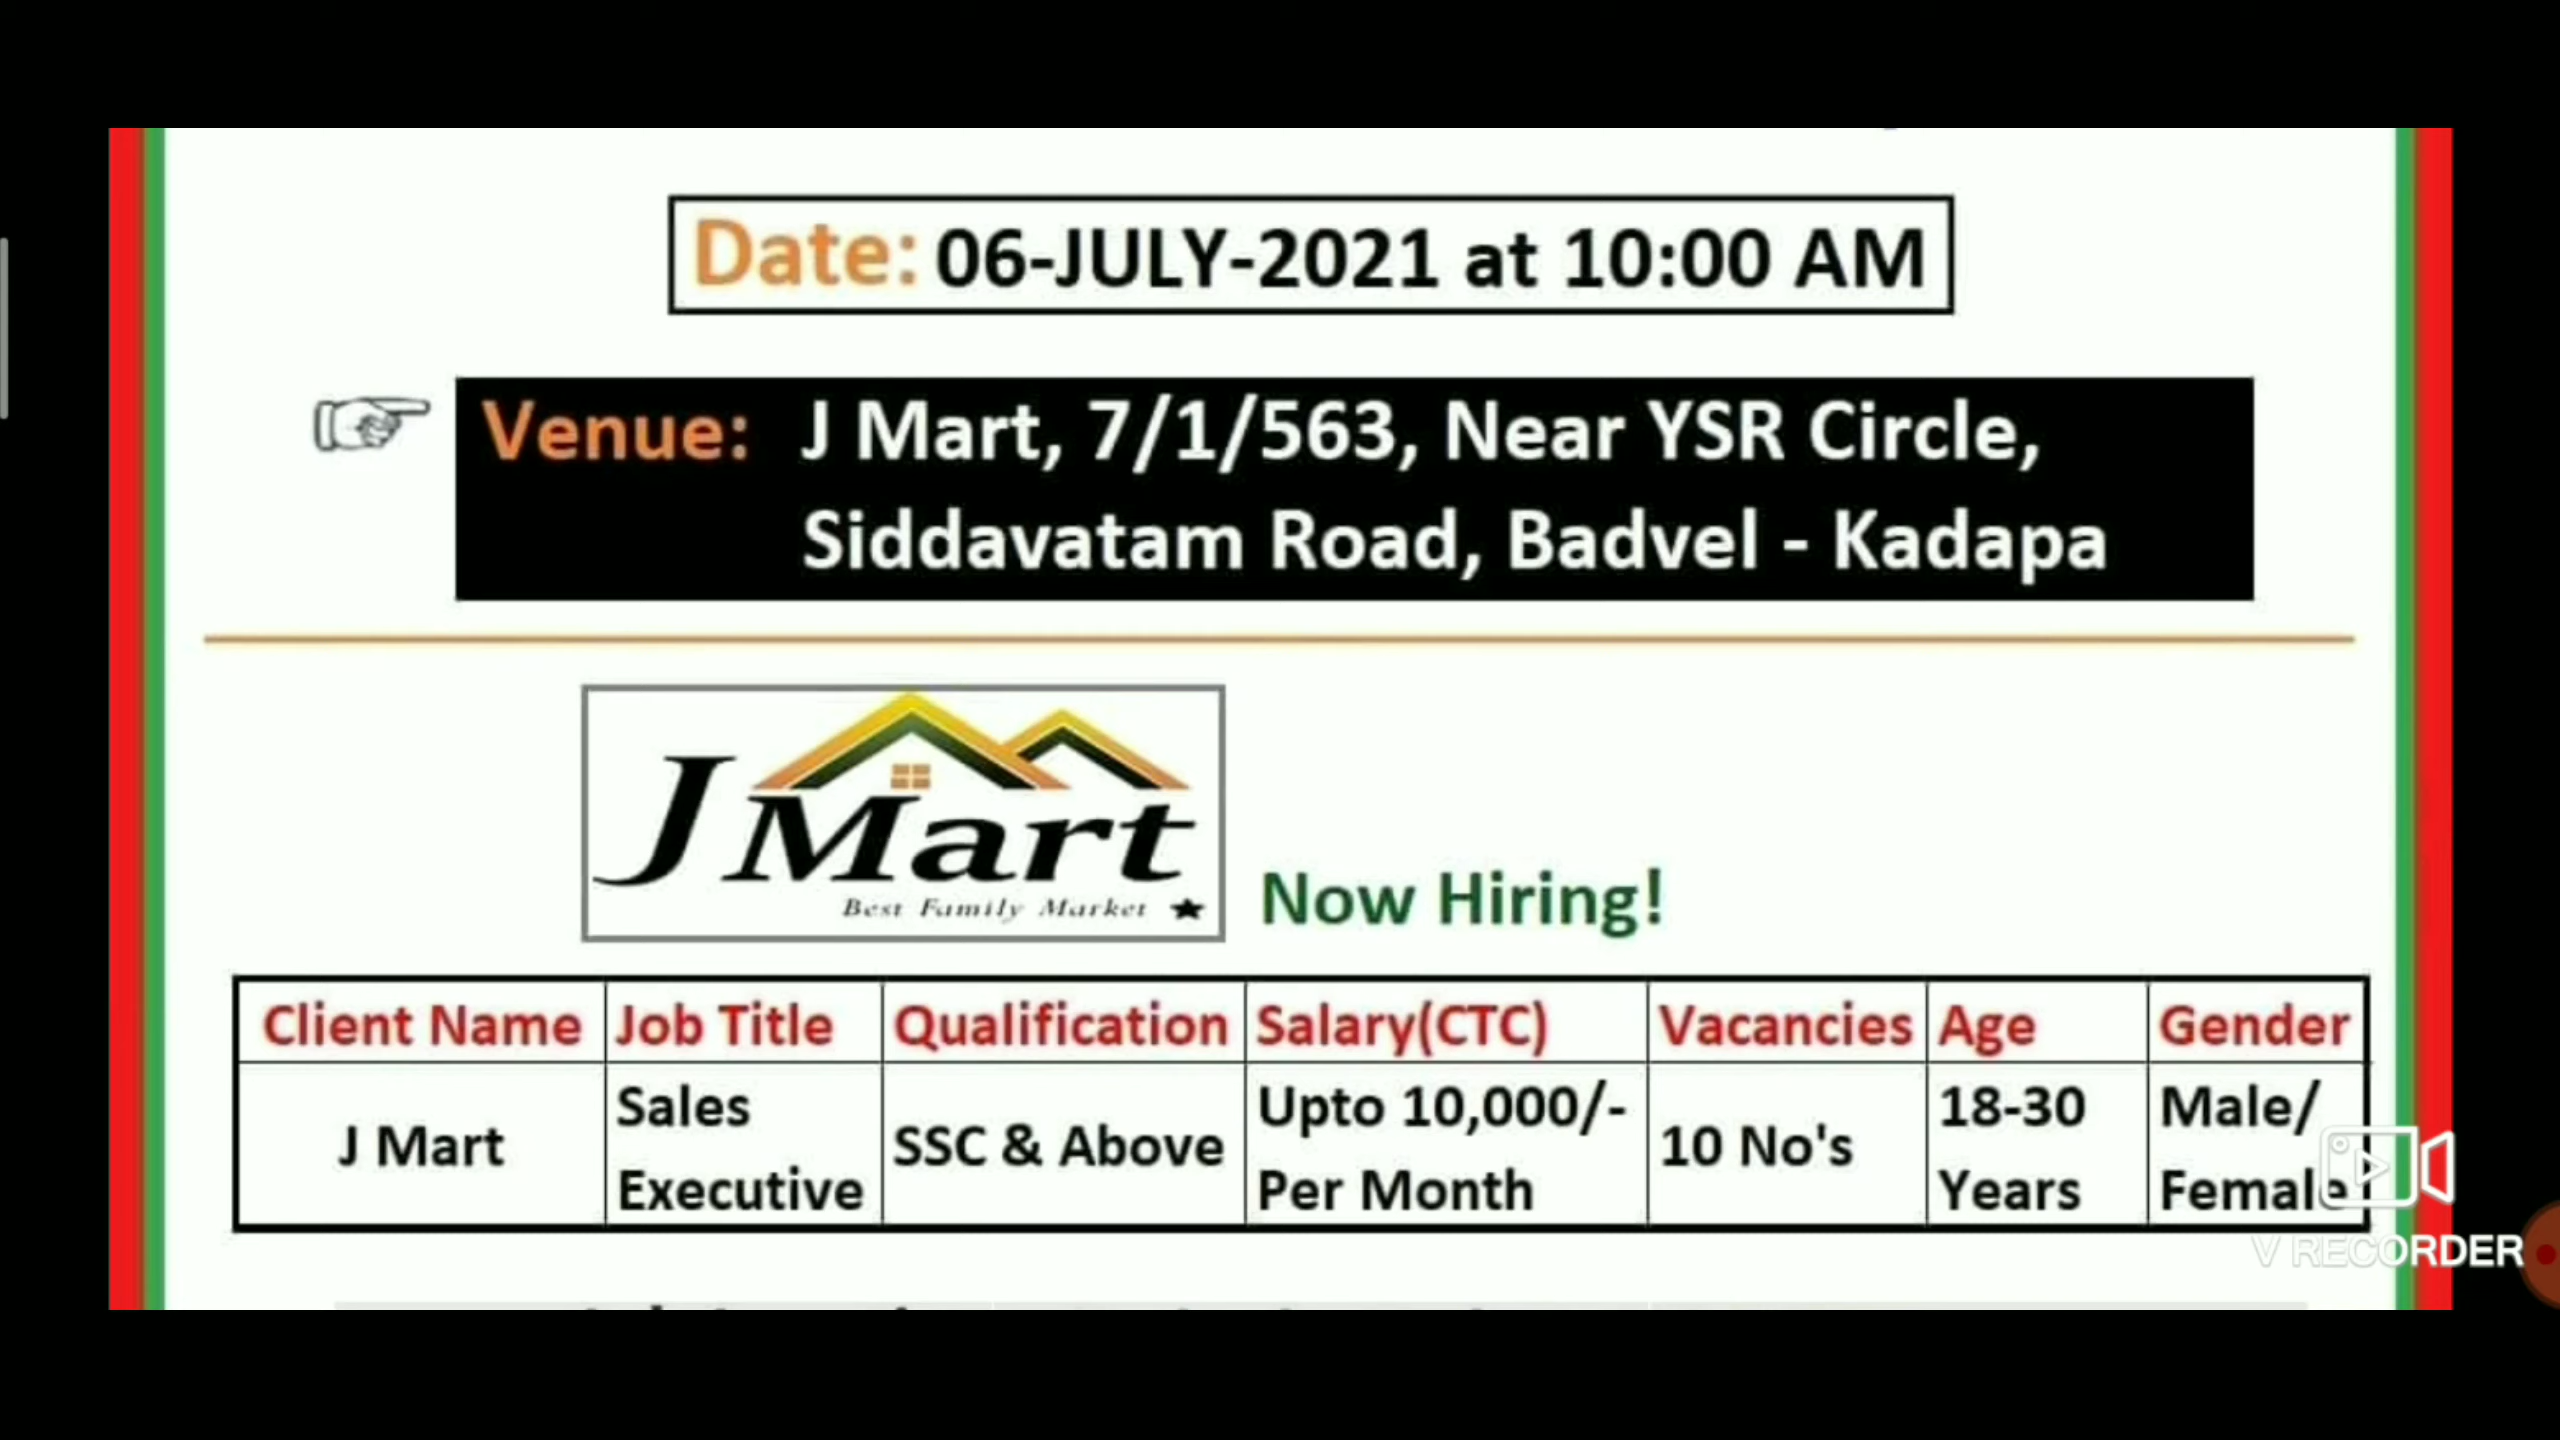 Date: 06-JULY-2021 at 10:00 AM
Venue: J Mart, 7/1/563, Near YSR Circle,
Siddavatam Road, Badvel - Kadapa
J Mart
Best Family Market
Now Hiring!
Client Name Job Title Qualification Salary(CTC) Vacancies Age Gender
J Mart Sales Executive SSC & Above Upto 10,000/- Per Month 10 No's 18-30 Years Male/ Female
V RECORDER